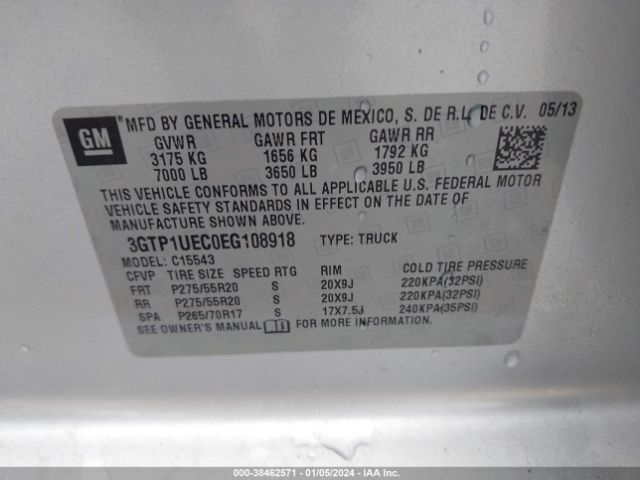 GM
*MFD BY GENERAL MOTORS DE MEXICO, S. DE R.L. DE C.V. 05/13
GVWR GAWR FRT GAWR RR
3175 KG 1656 KG 1792 KG
7000 LB 3650 LB 3950 LB
THIS VEHICLE CONFORMS TO ALL APPLICABLE U.S. FEDERAL MOTOR
VEHICLE SAFETY STANDARDS IN EFFECT ON THE DATE OF
MANUFACTURE SHOWN ABOVE.
3GTP1UEC0EG108918 TYPE: TRUCK
MODEL: C15543
CFVP TIRE SIZE SPEED RTG RIM COLD TIRE PRESSURE
FRT P275/55R20 S 20X9J 220KPA(32PSI)
RR P275/55R20 S 20X9J 220KPA(32PSI)
SPA P265/70R17 S 17X7.5J 240KPA(35PSI)
SEE OWNER'S MANUAL FOR MORE INFORMATION.
000-38462571 - 01/05/2024 - IAA Inc.